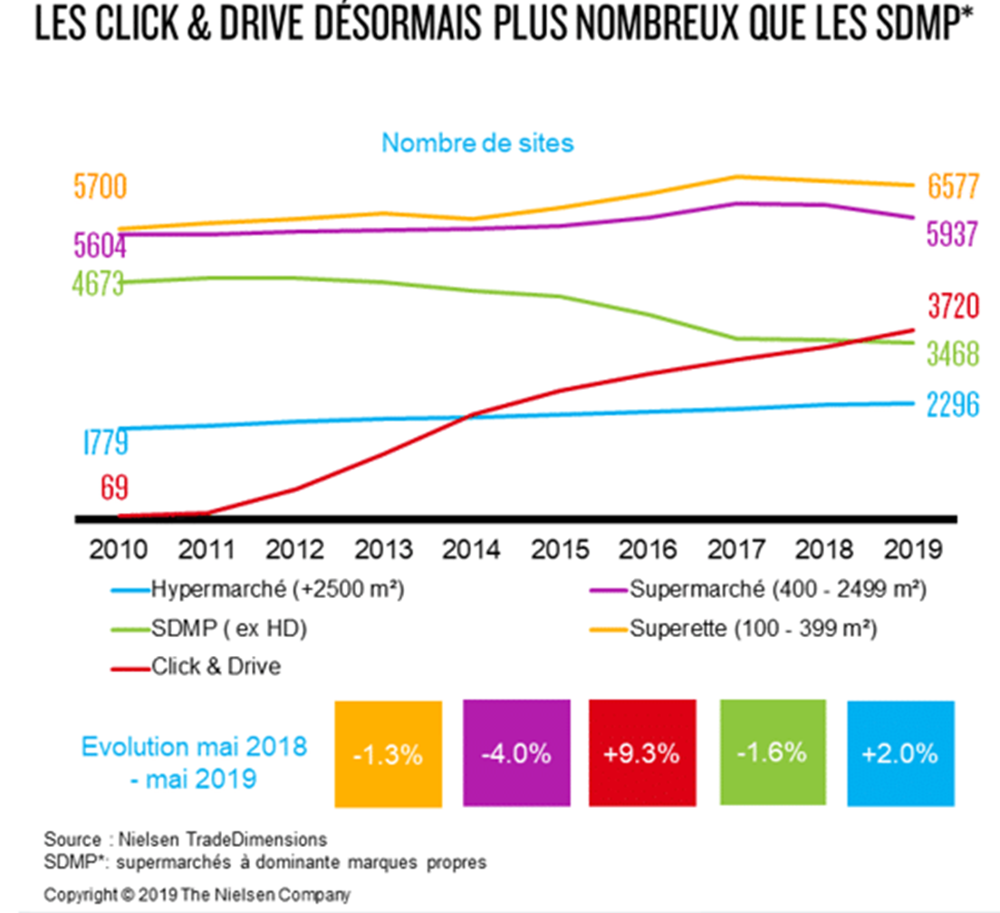 LES CLICK & DRIVE DÉSORMAIS PLUS NOMBREUX QUE LES SDMP*
Nombre de sites
5700
6577
5604
5937
4673
3720
3468
2296
1779
69
2010 2011 2012 2013 2014 2015 2016 2017 2018 2019
Hypermarché (+2500 m²) Supermarché (400 - 2499 m²)
SDMP ( ex HD) Superette (100 - 399 m²)
Click & Drive
Evolution mai 2018
- mai 2019
-1.3% -4.0% +9.3% -1.6% +2.0%
Source : Nielsen TradeDimensions
SDMP*: supermarchés à dominante marques propres
Copyright © 2019 The Nielsen Company